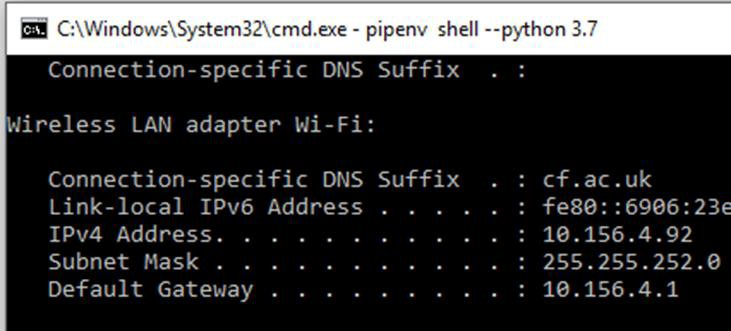 C:\Windows\System32\cmd.exe - pipenv  shell --python 3.7
Connection-specific DNS Suffix  . :
Wireless LAN adapter Wi-Fi:
Connection-specific DNS Suffix  . : cf.ac.uk
Link-local IPv6 Address . . . . . : fe80::6906:23e
IPv4 Address. . . . . . . . . . . : 10.156.4.92
Subnet Mask . . . . . . . . . . . : 255.255.252.0
Default Gateway . . . . . . . . . : 10.156.4.1